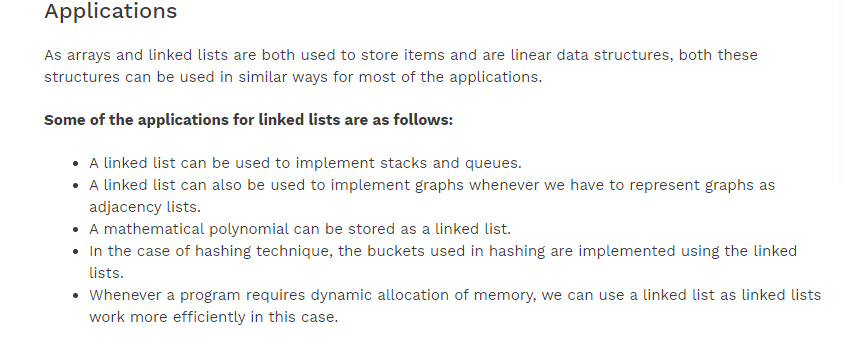 Applications
As arrays and linked lists are both used to store items and are linear data structures, both these
structures can be used in similar ways for most of the applications.
Some of the applications for linked lists are as follows:
• A linked list can be used to implement stacks and queues.
• A linked list can also be used to implement graphs whenever we have to represent graphs as
adjacency lists.
• A mathematical polynomial can be stored as a linked list.
• In the case of hashing technique, the buckets used in hashing are implemented using the linked
lists.
• Whenever a program requires dynamic allocation of memory, we can use a linked list as linked lists
work more efficiently in this case.